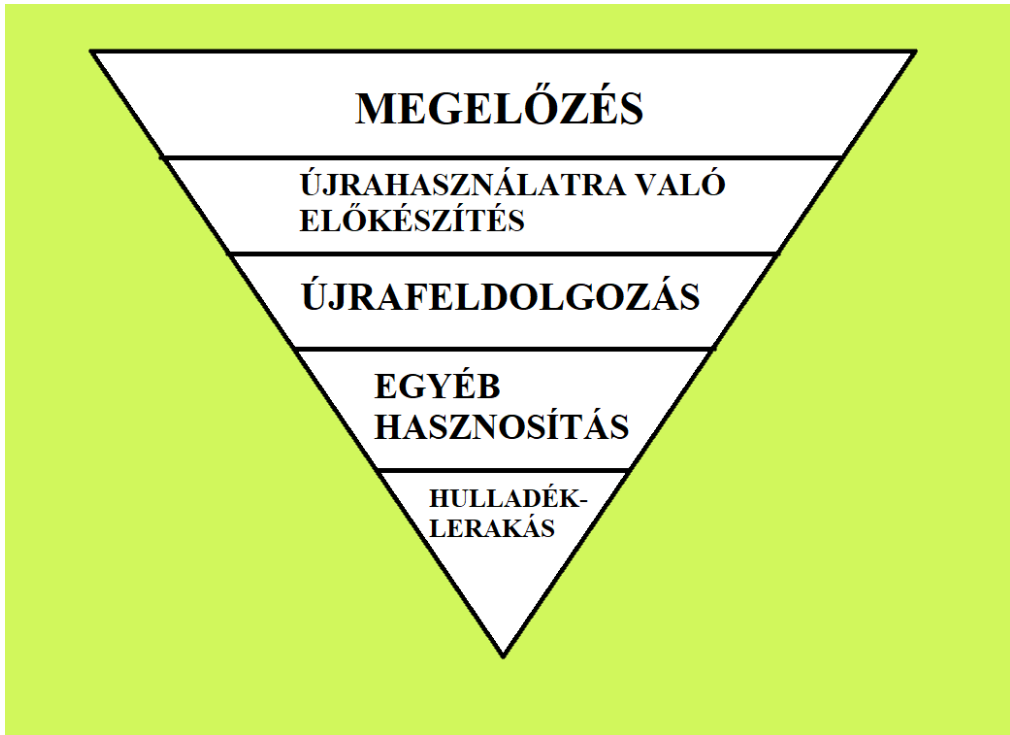 MEGELŐZÉS
ÚJRAHASZNÁLATRA VALÓ
ELŐKÉSZÍTÉS
ÚJRAFELDOLGOZÁS
EGYÉB
HASZNOSÍTÁS
HULLADÉK-
LERAKÁS